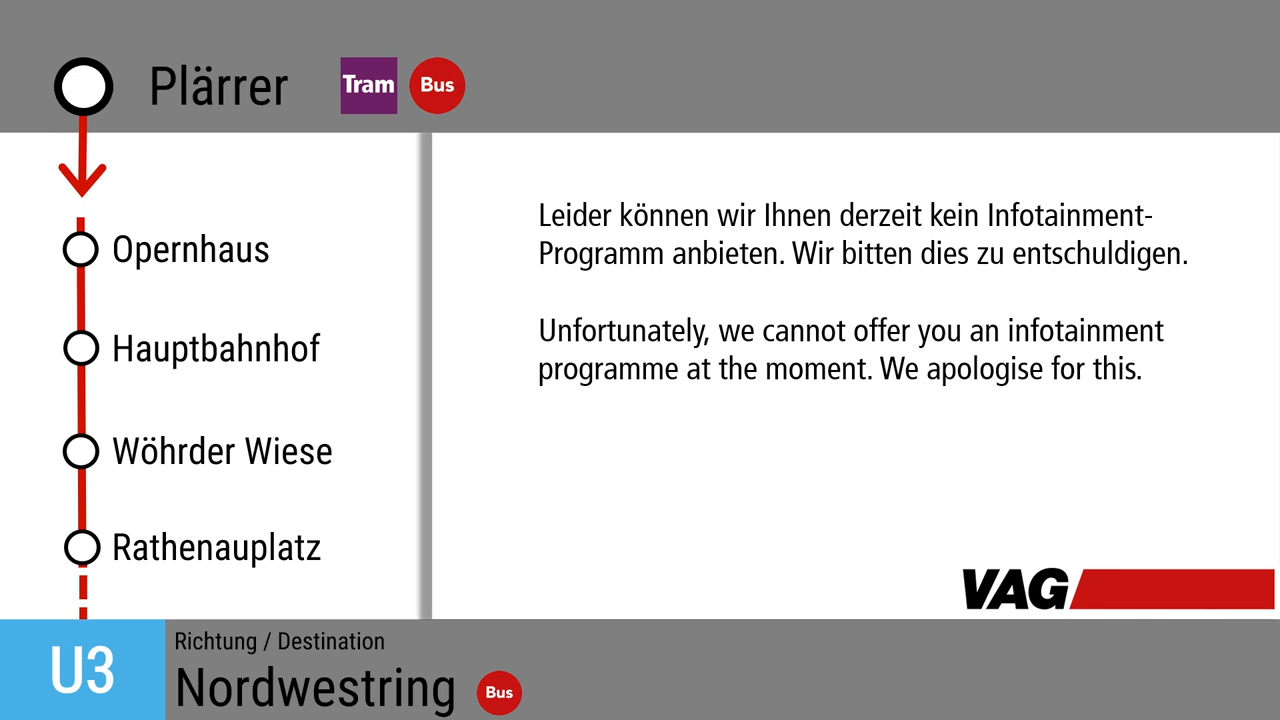 Plärrer Tram Bus
Opernhaus
Hauptbahnhof
Wöhrder Wiese
Rathenauplatz
Leider können wir Ihnen derzeit kein Infotainment-
Programm anbieten. Wir bitten dies zu entschuldigen.
Unfortunately, we cannot offer you an infotainment
programme at the moment. We apologise for this.
VAG
U3
Richtung / Destination
Nordwestring Bus